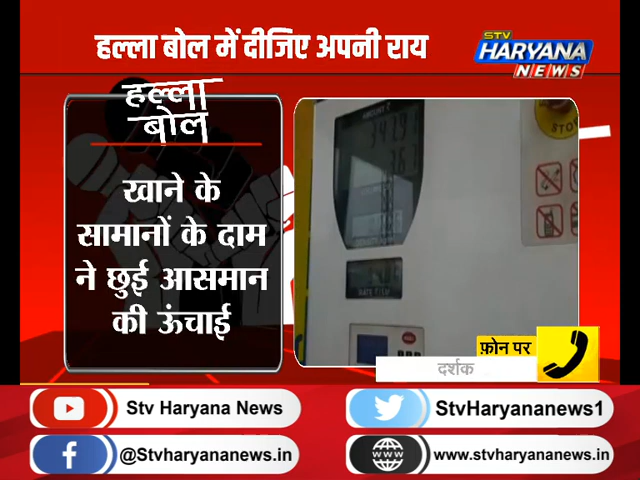 हल्ला बोल में दीजिए अपनी राय
STV
HARYANA
NEWS
हल्ला
बोल
खाने के
सामानों के दाम
ने छुई आसमान
की ऊंचाई
STOP
फ़ोन पर
दर्शक
Stv Haryana News
StvHaryananews1
@Stvharyananews.in
www.stvharyananews.in